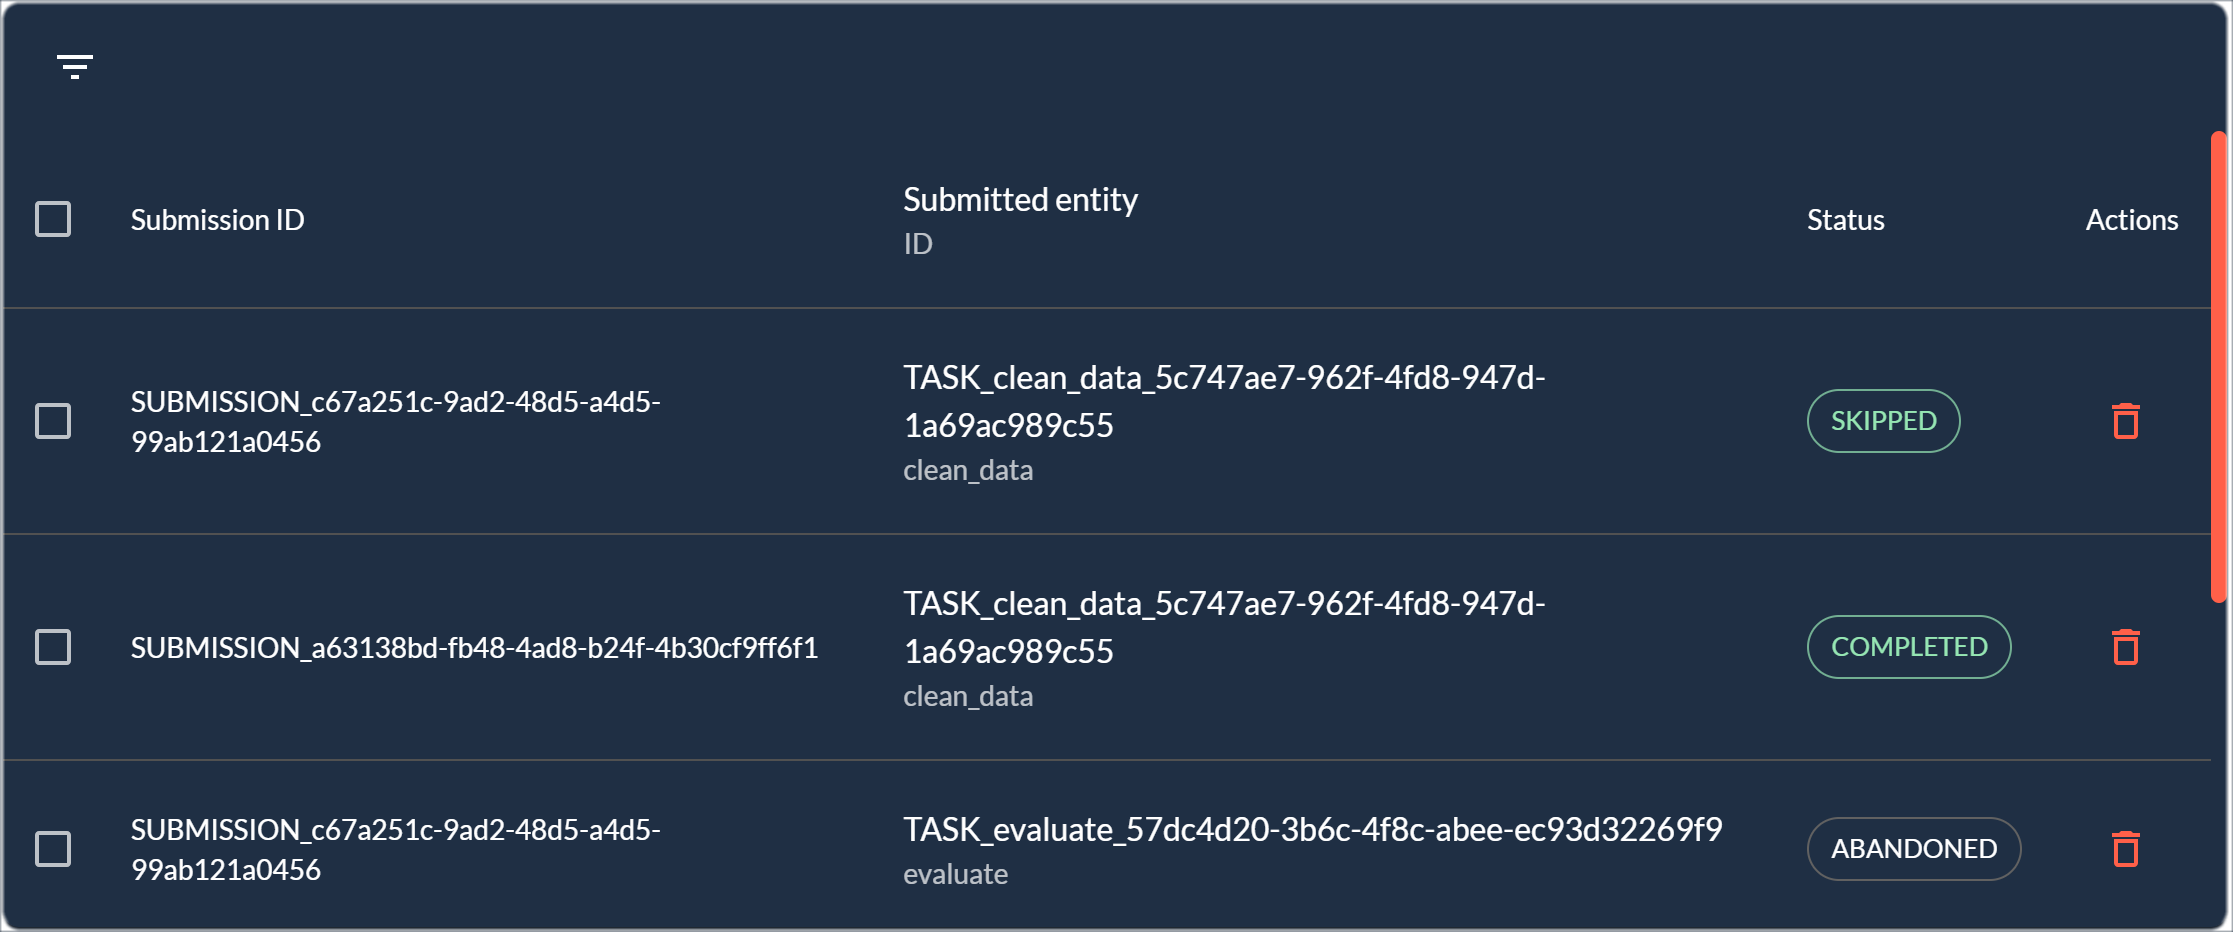 Submission ID
Submitted entity
ID
Status
Actions
SUBMISSION_c67a251c-9ad2-48d5-a4d5-
99ab121a0456
TASK_clean_data_5c747ae7-962f-4fd8-947d-
1a69ac989c55
clean_data
SKIPPED
SUBMISSION_a63138bd-fb48-4ad8-b24f-4b30cf9ff6f1
TASK_clean_data_5c747ae7-962f-4fd8-947d-
1a69ac989c55
clean_data
COMPLETED
SUBMISSION_c67a251c-9ad2-48d5-a4d5-
99ab121a0456
TASK_evaluate_57dc4d20-3b6c-4f8c-abee-ec93d32269f9
evaluate
ABANDONED